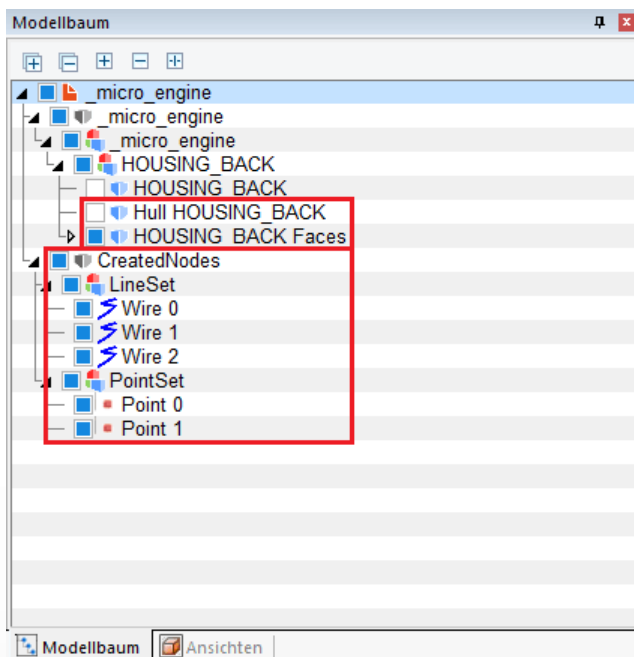 Modellbaum
_micro_engine
_micro_engine
_micro_engine
HOUSING_BACK
HOUSING_BACK
Hull HOUSING_BACK
HOUSING_BACK Faces
CreatedNodes
LineSet
Wire 0
Wire 1
Wire 2
PointSet
Point 0
Point 1
Modellbaum Ansichten